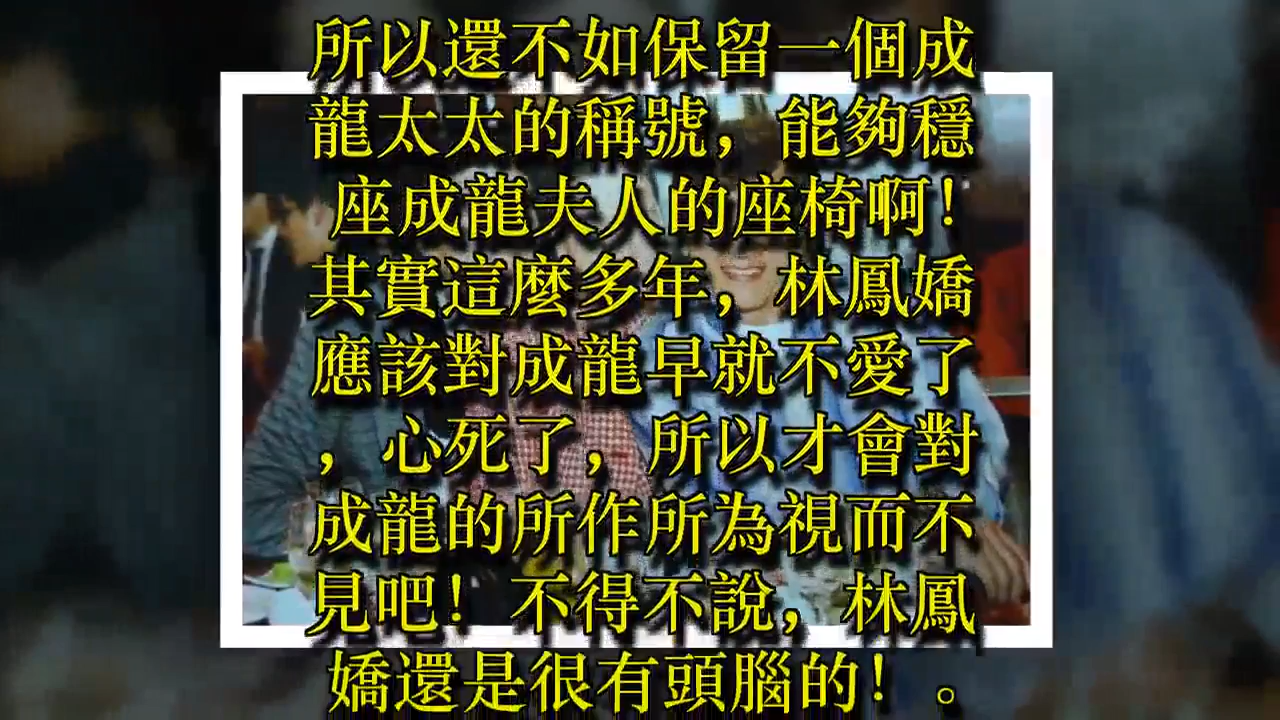 所以還不如保留一個成
龍太太的稱號，能夠穩
座成龍夫人的座椅啊！
其實這麼多年，林鳳嬌
應該對成龍早就不愛了
，心死了，所以才會對
成龍的所作所為視而不
見吧！不得不說，林鳳
嬌還是很有頭腦的！。